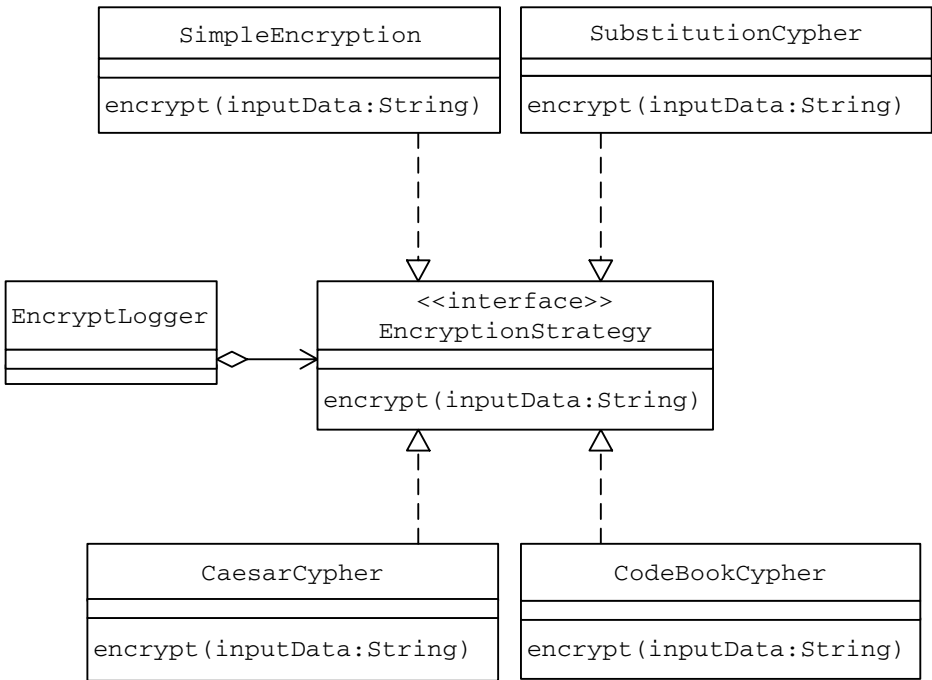 SimpleEncryption
encrypt(inputData:String)
SubstitutionCypher
encrypt(inputData:String)
EncryptLogger
<<interface>>
EncryptionStrategy
encrypt(inputData:String)
CaesarCypher
encrypt(inputData:String)
CodeBookCypher
encrypt(inputData:String)